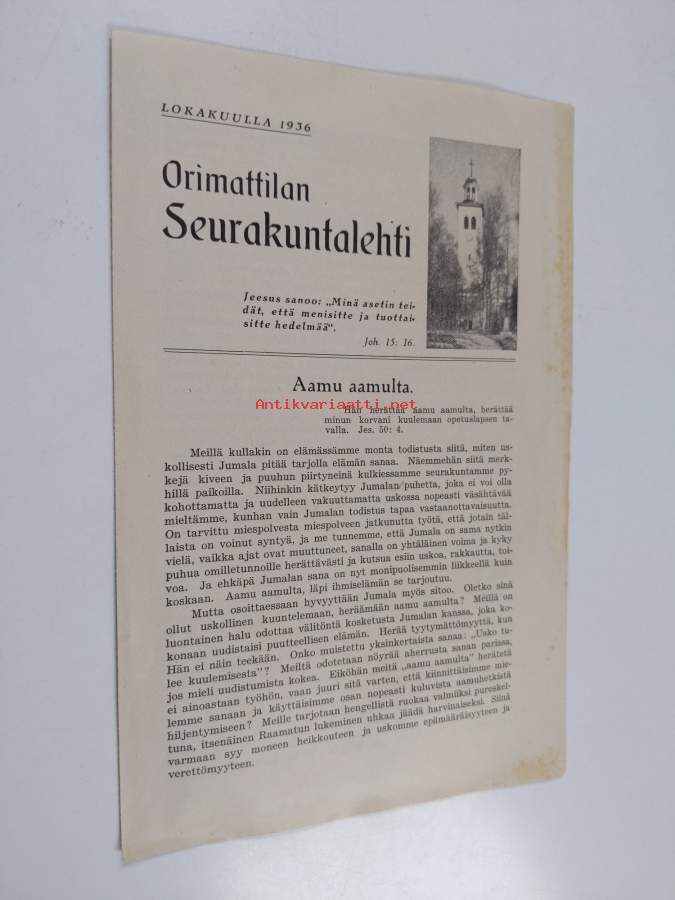 LOKAKUULLA 1936
Orimattilan
Seurakuntalehti
Jeesus sanoo: „Minä asetin tei-
dät, että menisitte ja tuottai-
sitte hedelmää“.
Joh. 15: 16.
Aamu aamulta.
Antikvariaatti.net
Hän herättää aamu aamulta, herättää
minun korvani kuulemaan opetuslapsen ta-
valla. Jes. 50: 4.
Meillä kullakin on elämässämme monta todistusta siitä, miten us-
kollisesti Jumala pitää tarjolla elämän sanaa. Näemmehän siitä merk-
kejä kiveen ja puuhun piirtyneinä kulkiessamme seurakuntamme py-
hillä paikoilla. Niihinkin kätkeytyy Jumalan puhetta, joka ei voi olla
kohottamatta ja uudelleen vakuuttamatta uskossa nopeasti väsähtävää
mieltämme, kunhan vain Jumalan todistus tapaa vastaanottavaisuutta.
On tarvittu miespolvesta miespolveen jatkunutta työtä, että jotain täl-
laista on voinut syntyä, ja me tunnemme, että Jumala on sama nytkin
vielä, vaikka ajat ovat muuttuneet, sanalla on yhtäläinen voima ja kyky
puhua omilletunnoille herättävästi ja kutsua esiin uskoa, rakkautta, toi-
voa. Ja ehkäpä Jumalan sana on nyt monipuolisemmin liikkeellä kuin
koskaan. Aamu aamulta, läpi ihmiselämän se tarjoutuu.
Mutta osoittaessaan hyvyyttään Jumala myös sitoo. Oletko sinä
ollut uskollinen kuuntelemaan, heräämään aamu aamulta? Meillä on
luontainen halu odottaa välitöntä kosketusta Jumalan kanssa, joka ko-
konaan uudistaisi puutteellisen elämän. Herää tyytymättömyyttä, kun
Hän ei näin teekään. Onko muistettu yksinkertaista sanaa: „Usko tu-
lee kuulemisesta“? Meiltä odotetaan nöyrää aherrusta sanan parissa,
jos mieli uudistumista kokea. Eiköhän meitä „aamu aamulta“ herätetä
ei ainoastaan työhön, vaan juuri sitä varten, että kiinnittäisimme mie-
lemme sanaan ja käyttäisimme osan nopeasti kuluvista aamuhetkistä
hiljentymiseen? Meille tarjotaan hengellistä ruokaa valmiiksi pureskel-
tuna, itsenäinen Raamatun lukeminen uhkaa jäädä harvinaiseksi. Siinä
varmaan syy moneen heikkouteen ja uskomme epämääräisyyteen ja
verettömyyteen.